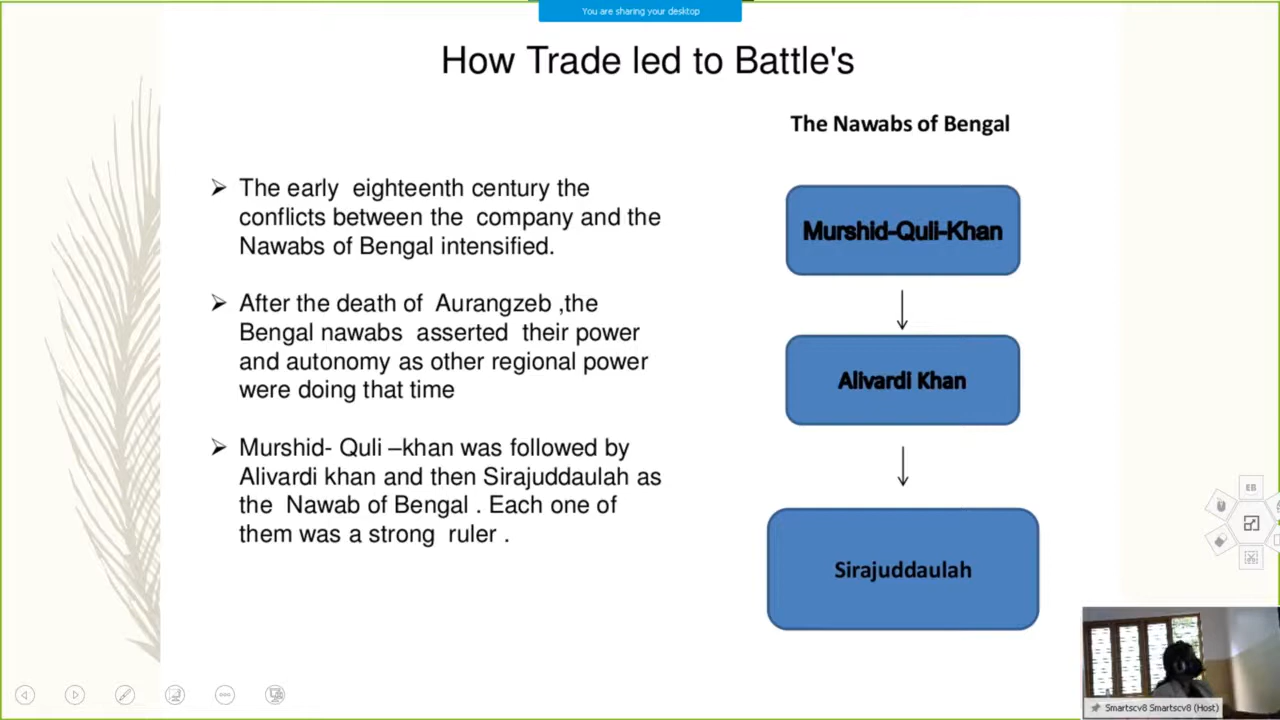 You are sharing your desktop
How Trade led to Battle's
The early eighteenth century the
conflicts between the company and the
Nawabs of Bengal intensified.
After the death of Aurangzeb ,the
Bengal nawabs asserted their power
and autonomy as other regional power
were doing that time
Murshid- Quli –khan was followed by
Alivardi khan and then Sirajuddaulah as
the Nawab of Bengal . Each one of
them was a strong ruler .
The Nawabs of Bengal
Murshid-Quli-Khan
Alivardi Khan
Sirajuddaulah
EB
Smartscv8 Smartscv8 (Host)